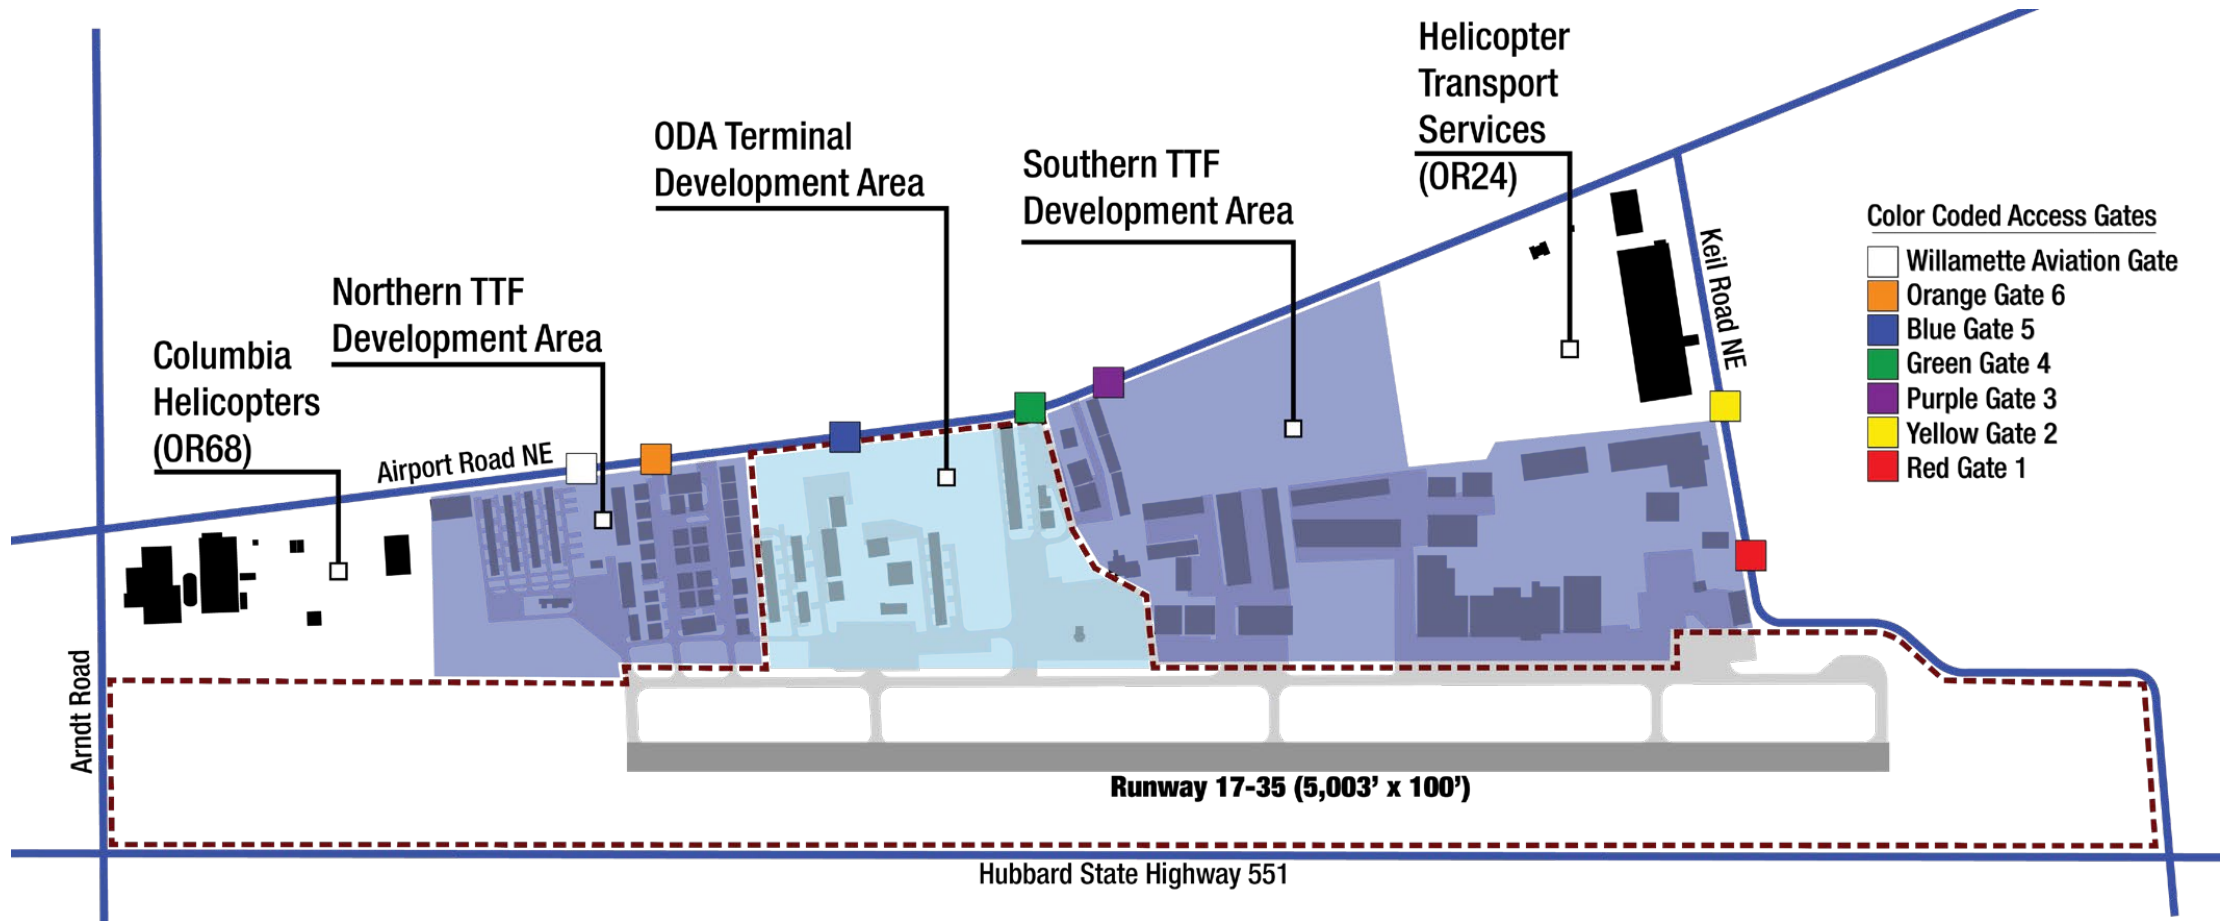 Helicopter
Transport
Services
(OR24)
ODA Terminal
Development Area
Southern TTF
Development Area
Northern TTF
Development Area
Columbia
Helicopters
(OR68)
Airport Road NE
Keil Road NE
Color Coded Access Gates
Willamette Aviation Gate
Orange Gate 6
Blue Gate 5
Green Gate 4
Purple Gate 3
Yellow Gate 2
Red Gate 1
Arndt Road
Runway 17-35 (5,003’ x 100’)
Hubbard State Highway 551